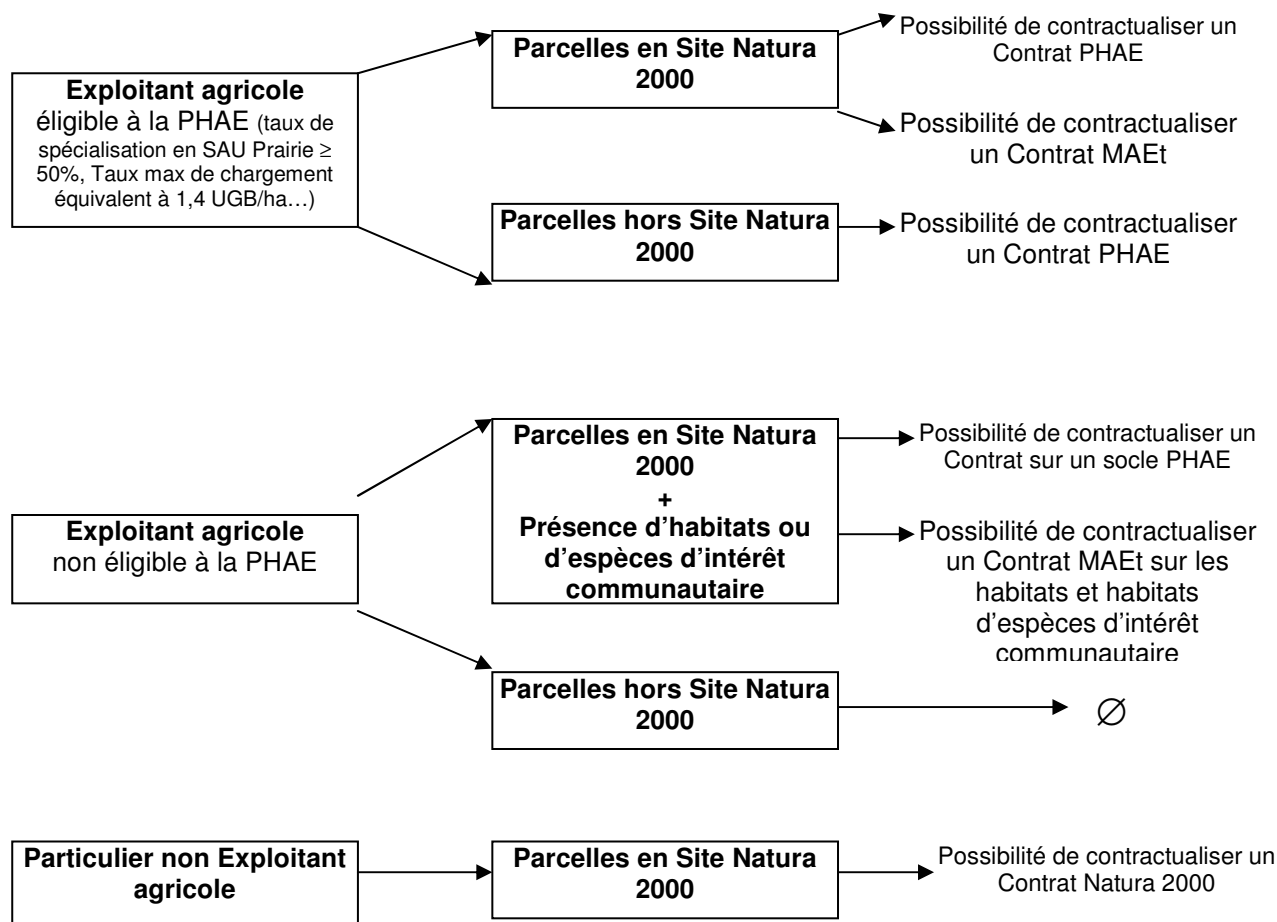 Exploitant agricole
éligible à la PHAE (taux de
spécialisation en SAU Prairie ≥
50%, Taux max de chargement
équivalent à 1,4 UGB/ha…)
Parcelles en Site Natura
2000
Possibilité de contractualiser un
Contrat PHAE
Possibilité de contractualiser
un Contrat MAEt
Parcelles hors Site Natura
2000
Possibilité de contractualiser
un Contrat PHAE
Exploitant agricole
non éligible à la PHAE
Parcelles en Site Natura
2000
+
Présence d’habitats ou
d’espèces d’intérêt
communautaire
Possibilité de contractualiser un
Contrat sur un socle PHAE
Possibilité de contractualiser
un Contrat MAEt sur les
habitats et habitats
d’espèces d’intérêt
communautaire
Parcelles hors Site Natura
2000
∅
Particulier non Exploitant
agricole
Parcelles en Site Natura
2000
Possibilité de contractualiser un
Contrat Natura 2000